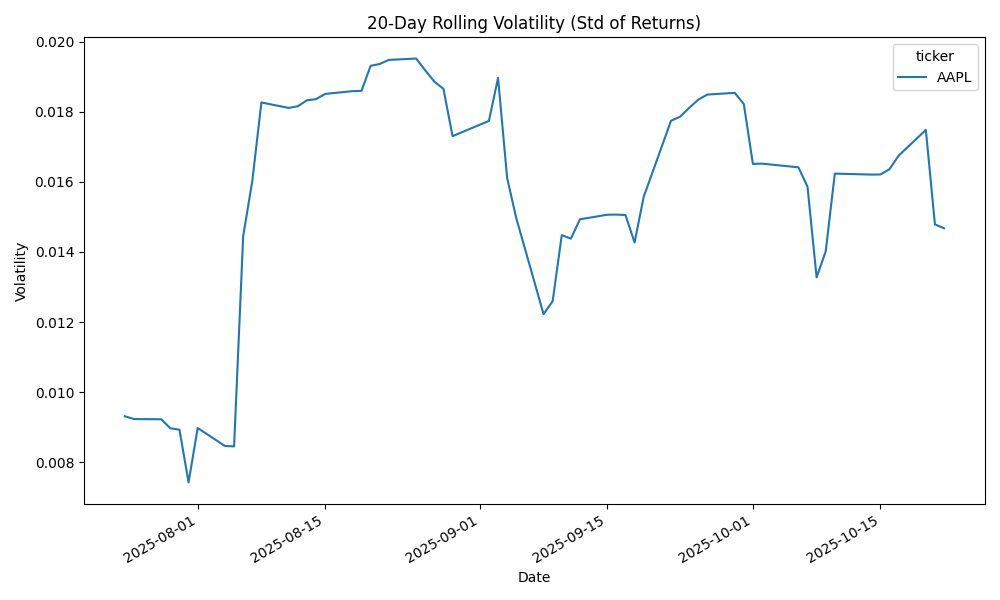 20-Day Rolling Volatility (Std of Returns)
ticker
AAPL
Volatility
0.020
0.018
0.016
0.014
0.012
0.010
0.008
2025-08-01
2025-08-15
2025-09-01
2025-09-15
2025-10-01
2025-10-15
Date